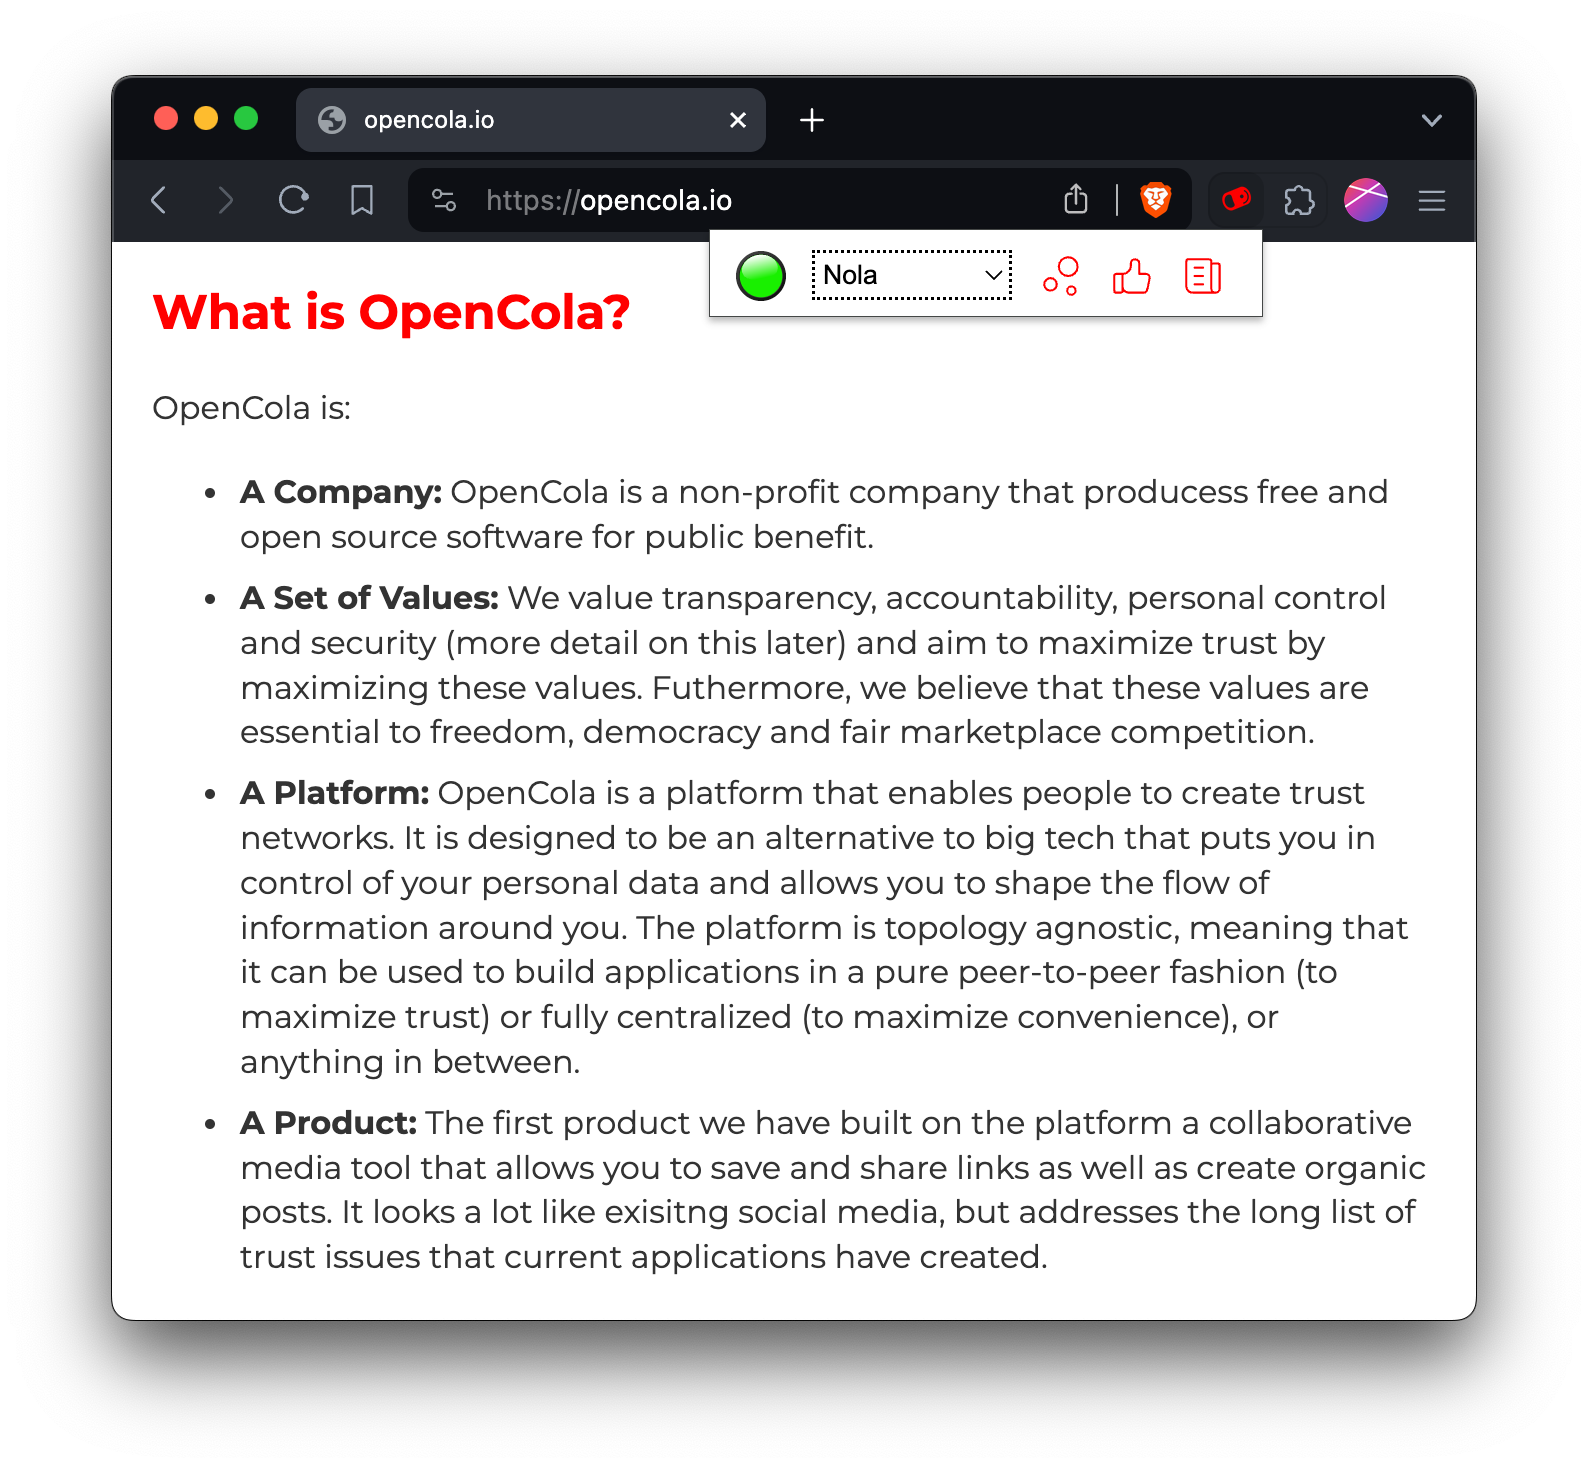 opencola.io
https://opencola.io
Nola
What is OpenCola?
OpenCola is:
• A Company: OpenCola is a non-profit company that producess free and
open source software for public benefit.
• A Set of Values: We value transparency, accountability, personal control
and security (more detail on this later) and aim to maximize trust by
maximizing these values. Futhermore, we believe that these values are
essential to freedom, democracy and fair marketplace competition.
• A Platform: OpenCola is a platform that enables people to create trust
networks. It is designed to be an alternative to big tech that puts you in
control of your personal data and allows you to shape the flow of
information around you. The platform is topology agnostic, meaning that
it can be used to build applications in a pure peer-to-peer fashion (to
maximize trust) or fully centralized (to maximize convenience), or
anything in between.
• A Product: The first product we have built on the platform a collaborative
media tool that allows you to save and share links as well as create organic
posts. It looks a lot like exisitng social media, but addresses the long list of
trust issues that current applications have created.